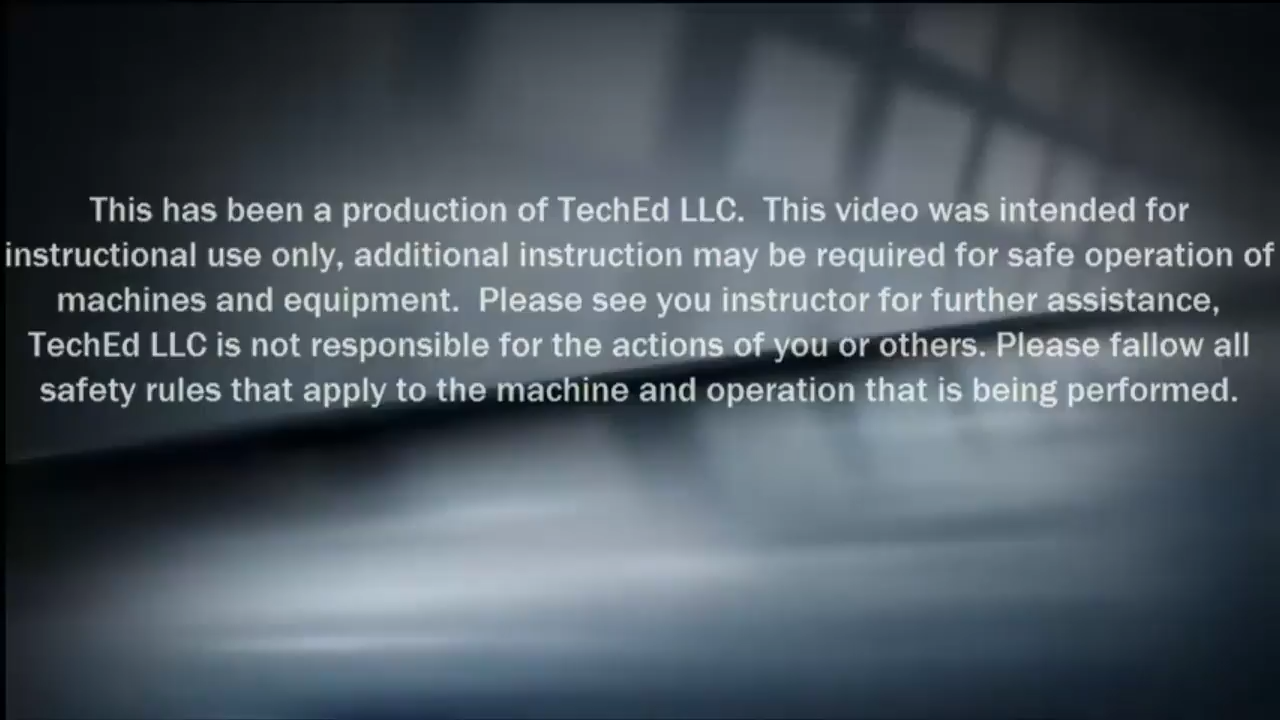 This has been a production of TechEd LLC.  This video was intended for
instructional use only, additional instruction may be required for safe operation of
machines and equipment.  Please see you instructor for further assistance,
TechEd LLC is not responsible for the actions of you or others. Please fallow all
safety rules that apply to the machine and operation that is being performed.